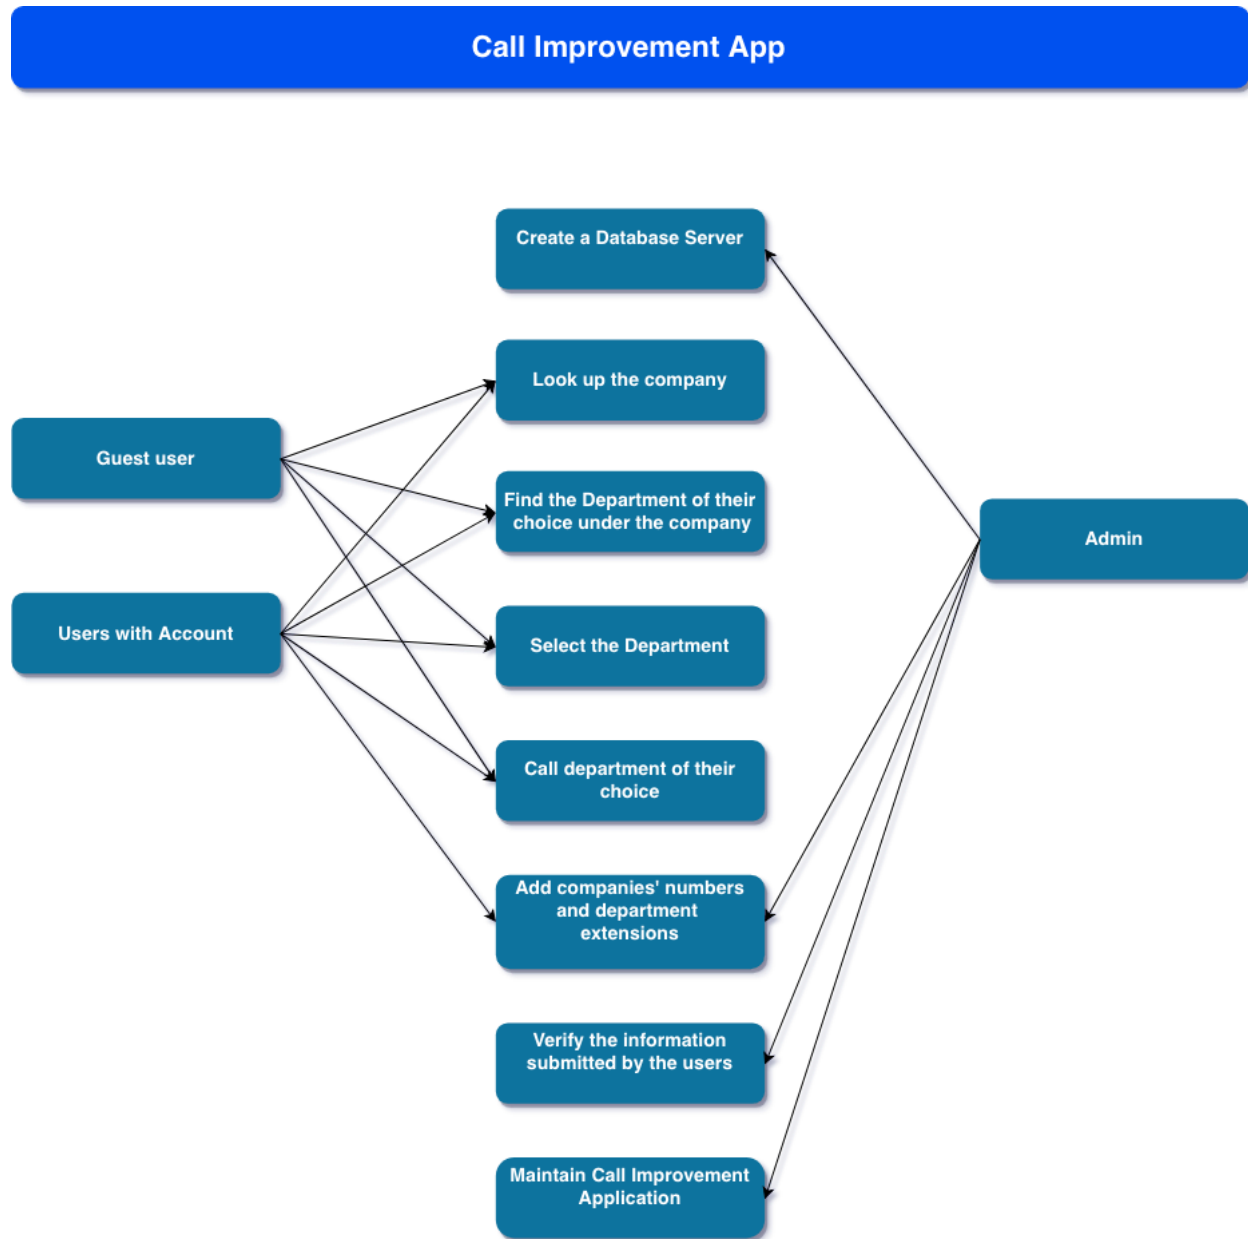 Call Improvement App
Create a Database Server
Look up the company
Guest user
Find the Department of their
choice under the company
Admin
Users with Account
Select the Department
Call department of their
choice
Add companies' numbers
and department
extensions
Verify the information
submitted by the users
Maintain Call Improvement
Application